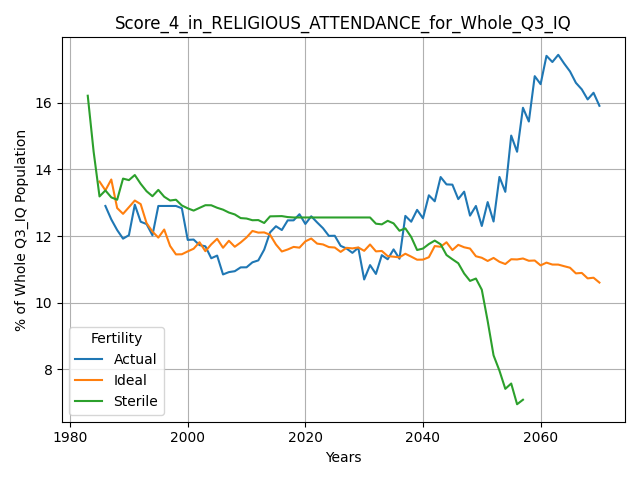 Score_4_in_RELIGIOUS_ATTENDANCE_for_Whole_Q3_IQ
% of Whole Q3_IQ Population
16
14
12
10
8
Fertility
Actual
Ideal
Sterile
1980
2000
2020
2040
2060
Years